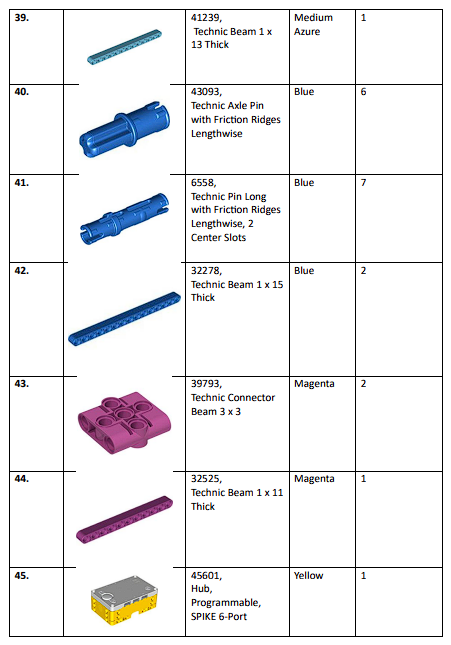 39. 41239, Medium 1
Technic Beam 1 x Azure
13 Thick
40. 43093, Blue 6
Technic Axle Pin
with Friction Ridges
Lengthwise
41. 6558, Blue 7
Technic Pin Long
with Friction Ridges
Lengthwise, 2
Center Slots
42. 32278, Blue 2
Technic Beam 1 x 15
Thick
43. 39793, Magenta 2
Technic Connector
Beam 3 x 3
44. 32525, Magenta 1
Technic Beam 1 x 11
Thick
45. 45601, Yellow 1
Hub,
Programmable,
SPIKE 6-Port